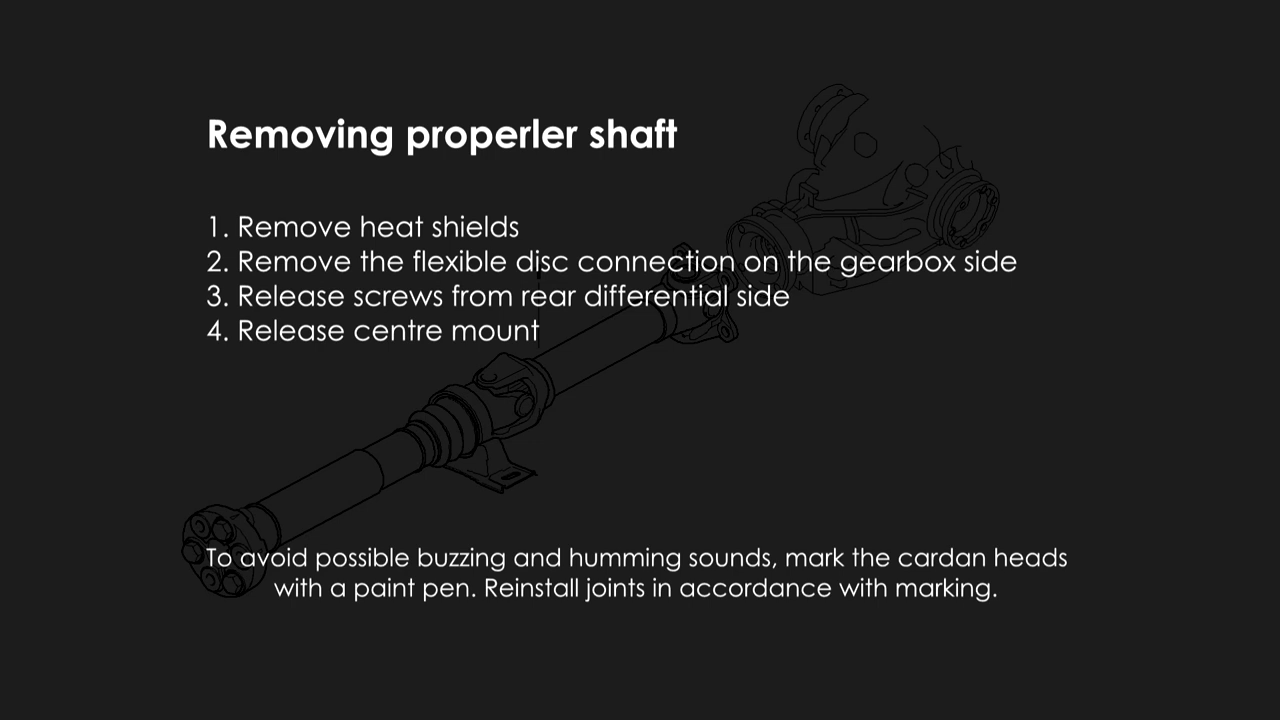 Removing properler shaft
1. Remove heat shields
2. Remove the flexible disc connection on the gearbox side
3. Release screws from rear differential side
4. Release centre mount
To avoid possible buzzing and humming sounds, mark the cardan heads
with a paint pen. Reinstall joints in accordance with marking.